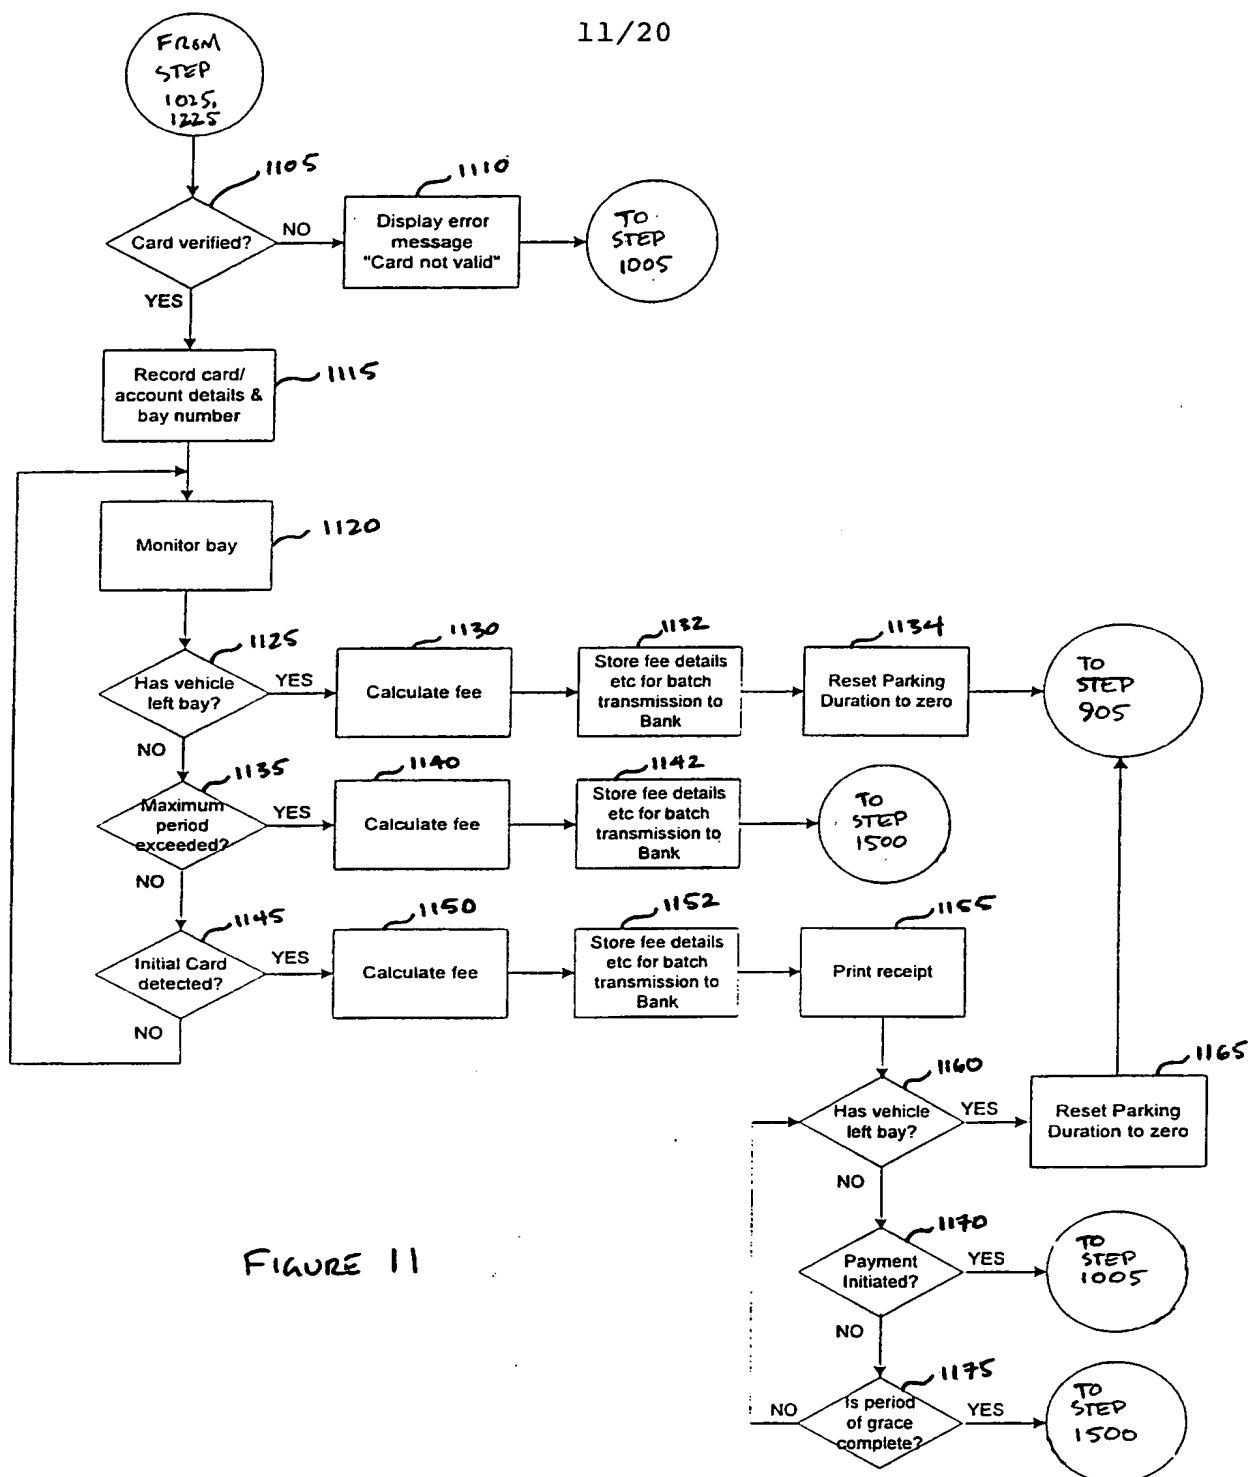 11/20
FROM
STEP
1025,
1225
1105
Card verified?
NO
YES
1110
Display error
message
"Card not valid"
TO
STEP
1005
Record card/
account details &
bay number
1115
Monitor bay
1120
1125
Has vehicle
left bay?
YES
NO
1130
Calculate fee
1132
Store fee details
etc for batch
transmission to
Bank
1134
Reset Parking
Duration to zero
TO
STEP
905
1135
Maximum
period
exceeded?
YES
NO
1140
Calculate fee
1142
Store fee details
etc for batch
transmission to
Bank
TO
STEP
1500
1145
Initial Card
detected?
YES
NO
1150
Calculate fee
1152
Store fee details
etc for batch
transmission to
Bank
1155
Print receipt
1160
Has vehicle
left bay?
YES
NO
1165
Reset Parking
Duration to zero
1170
Payment
Initiated?
YES
NO
TO
STEP
1005
1175
Is period
of grace
complete?
NO
YES
TO
STEP
1500
FIGURE 11